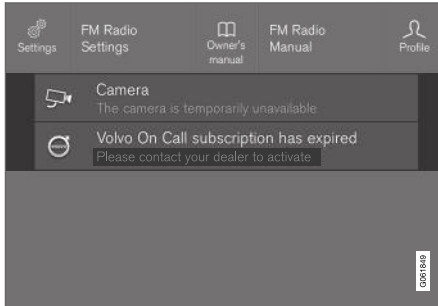 Settings
FM Radio
Settings
Owner's
manual
FM Radio
Manual
Profile
Camera
The camera is temporarily unavailable
Volvo On Call subscription has expired
Please contact your dealer to activate
G061849